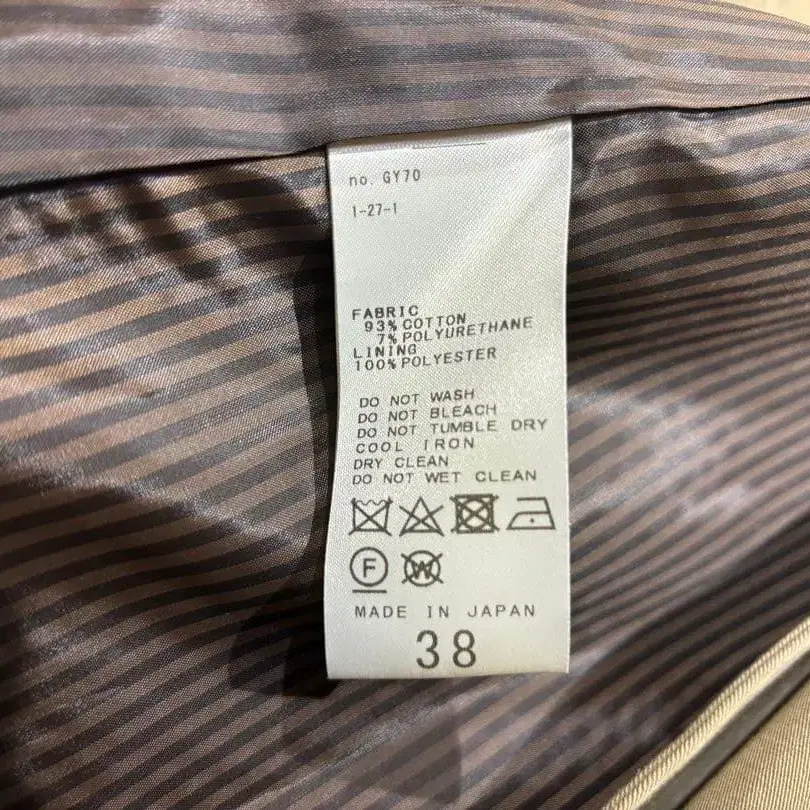 no. GY70
1-27-1
FABRIC
93% COTTON
7% POLYURETHANE
LINING
100% POLYESTER
DO NOT WASH
DO NOT BLEACH
DO NOT TUMBLE DRY
COOL IRON
DRY CLEAN
DO NOT WET CLEAN
F W
MADE IN JAPAN
38